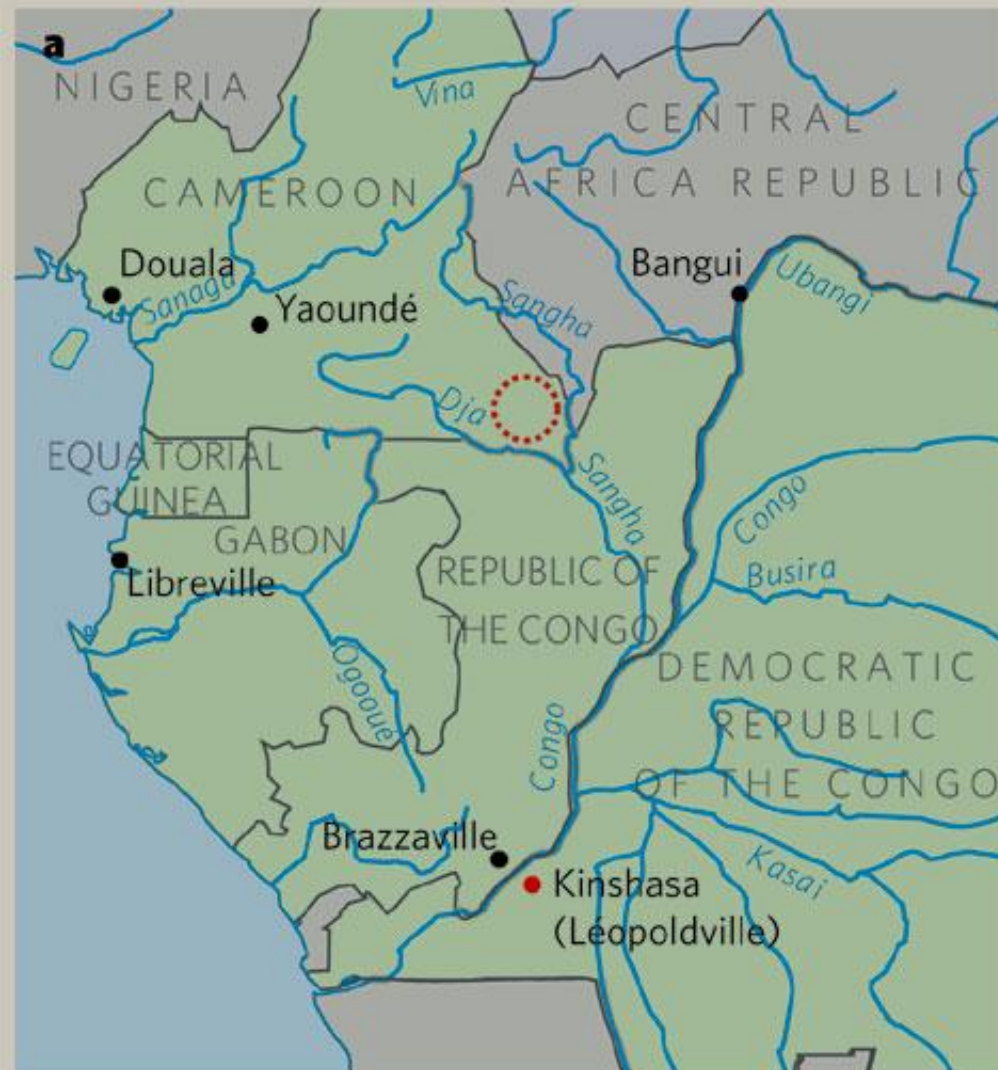 a
NIGERIA
Vina
CENTRAL
AFRICA REPUBLIC
CAMEROON
Douala
Sanaga
Yaoundé
Bangui
Ubangi
Sangha
Dja
EQUATORIAL
GUINEA
Sangha
Congo
GABON
Libreville
REPUBLIC OF
THE CONGO
Busira
DEMOCRATIC
REPUBLIC
OF THE CONGO
Ogooué
Congo
Brazzaville
Kinshasa
(Léopoldville)
Kasai